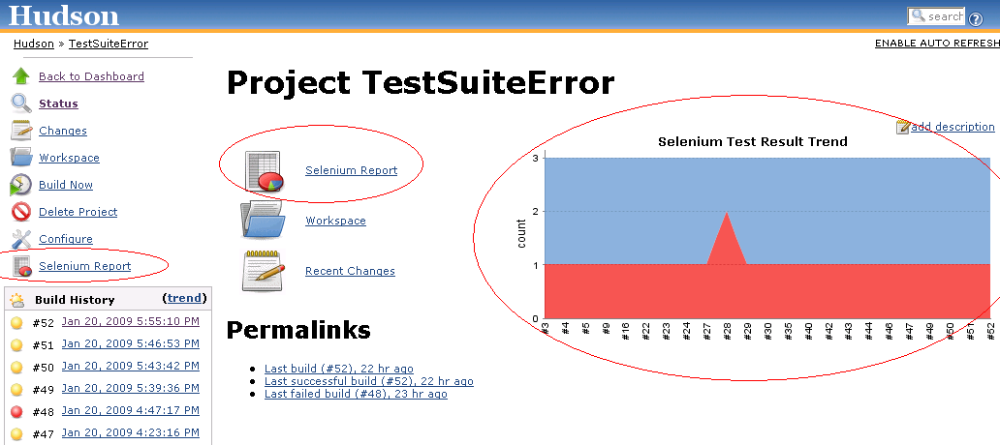 Hudson
search
Hudson » TestSuiteError
ENABLE AUTO REFRESH
Back to Dashboard
Status
Changes
Workspace
Build Now
Delete Project
Configure
Selenium Report
Build History (trend)
#52 Jan 20, 2009 5:55:10 PM
#51 Jan 20, 2009 5:46:53 PM
#50 Jan 20, 2009 5:43:42 PM
#49 Jan 20, 2009 5:39:36 PM
#48 Jan 20, 2009 4:47:17 PM
#47 Jan 20, 2009 4:23:16 PM
Project TestSuiteError
add description
Selenium Report
Workspace
Recent Changes
Selenium Test Result Trend
count
3
2
1
0
#3 #4 #5 #9 #16 #22 #23 #24 #27 #28 #29 #30 #42 #43 #44 #46 #47 #48 #49 #50 #51 #52
Permalinks
Last build (#52), 22 hr ago
Last successful build (#52), 22 hr ago
Last failed build (#48), 23 hr ago